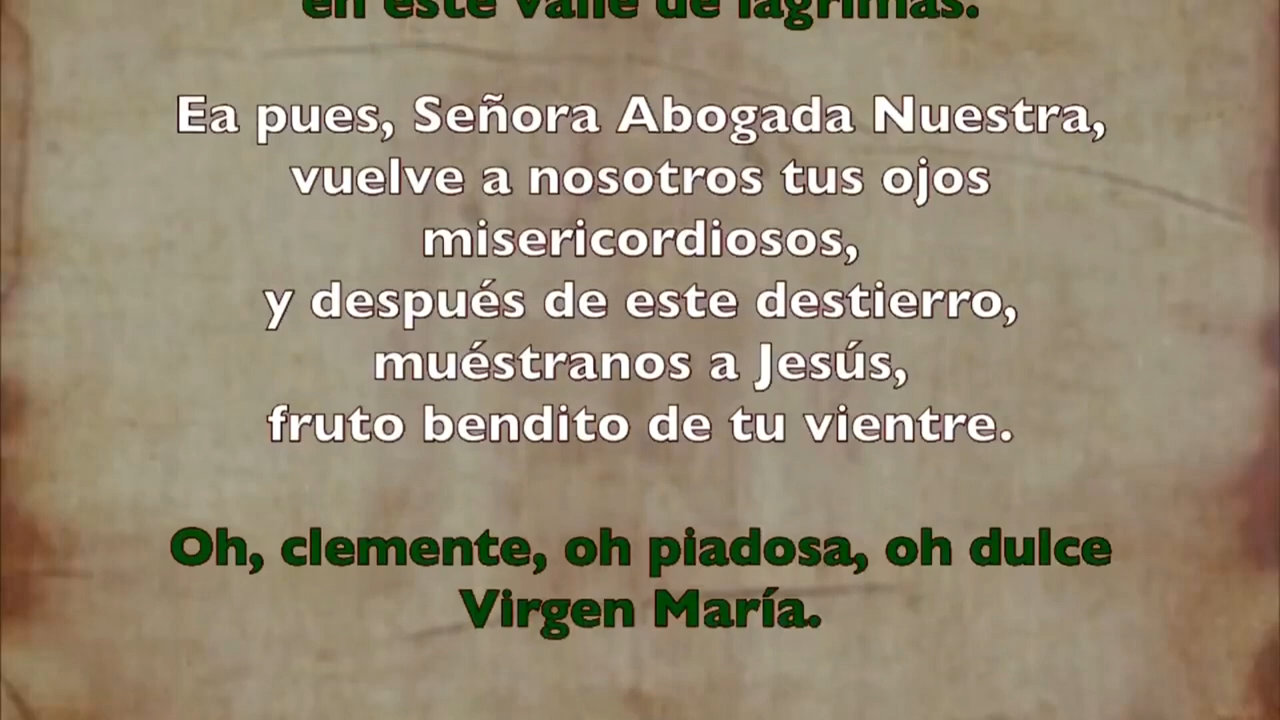 en este valle de lágrimas.
Ea pues, Señora Abogada Nuestra,
vuelve a nosotros tus ojos
misericordiosos,
y después de este destierro,
muéstranos a Jesús,
fruto bendito de tu vientre.
Oh, clemente, oh piadosa, oh dulce
Virgen María.